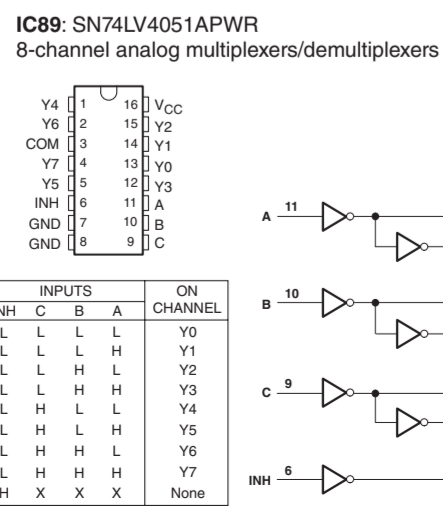 IC89: SN74LV4051APWR
8-channel analog multiplexers/demultiplexers
Y4 1 16 VCC
Y6 2 15 Y2
COM 3 14 Y1
Y7 4 13 Y0
Y5 5 12 Y3
INH 6 11 A
GND 7 10 B
GND 8 9 C
INPUTS ON
NH C B A CHANNEL
L L L L Y0
L L L H Y1
L L H L Y2
L L H H Y3
L H L L Y4
L H L H Y5
L H H L Y6
L H H H Y7
H X X X None
A 11
B 10
C 9
INH 6